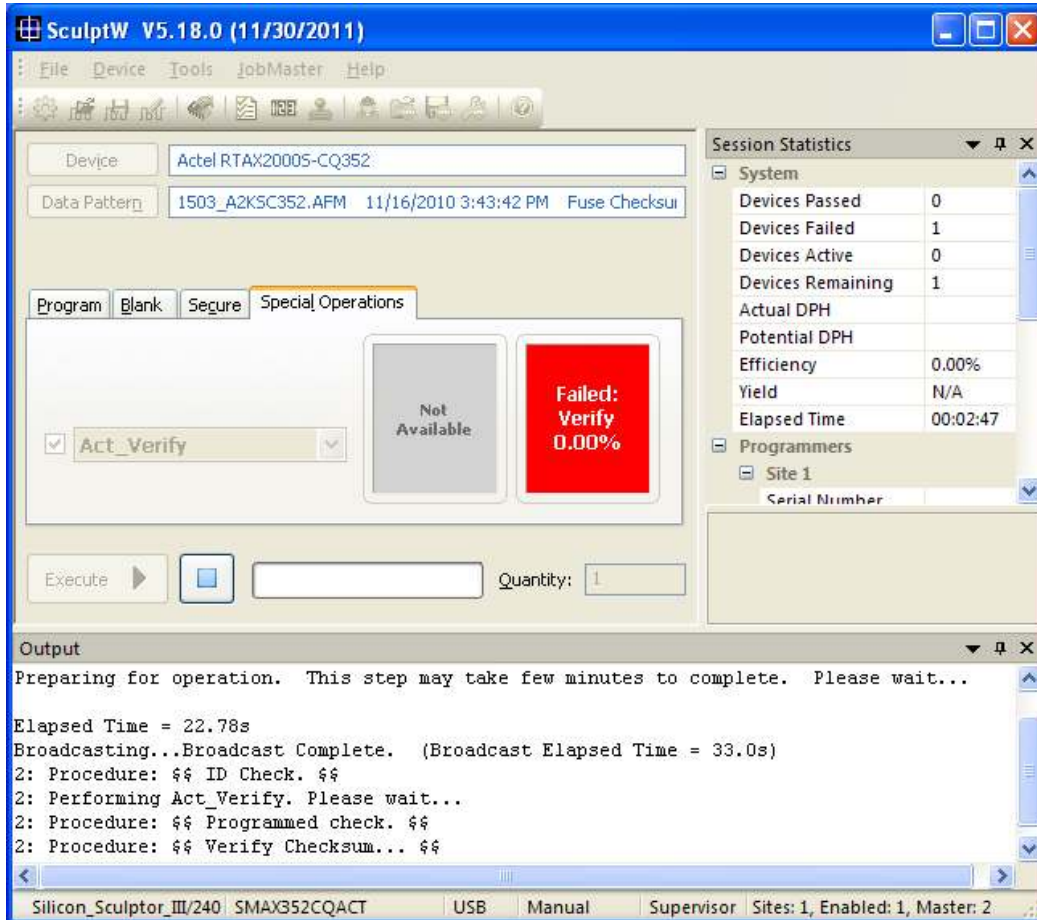 SculptW V5.18.0 (11/30/2011)
File Device Tools JobMaster Help
Device Actel RTAX2000S-CQ352
Data Pattern 1503_A2KSC352.AFM 11/16/2010 3:43:42 PM Fuse Checksu
Program Blank Secure Special Operations
Act_Verify
Not
Available
Failed:
Verify
0.00%
Execute
Quantity: 1
Session Statistics
System
Devices Passed 0
Devices Failed 1
Devices Active 0
Devices Remaining 1
Actual DPH
Potential DPH
Efficiency 0.00%
Yield N/A
Elapsed Time 00:02:47
Programmers
Site 1
Serial Number
Output
Preparing for operation. This step may take few minutes to complete. Please wait...
Elapsed Time = 22.78s
Broadcasting...Broadcast Complete. (Broadcast Elapsed Time = 33.0s)
2: Procedure: $$ ID Check. $$
2: Performing Act_Verify. Please wait...
2: Procedure: $$ Programmed check. $$
2: Procedure: $$ Verify Checksum... $$
Silicon_Sculptor_III/240 SMAX352CQACT USB Manual Supervisor Sites: 1, Enabled: 1, Master: 2